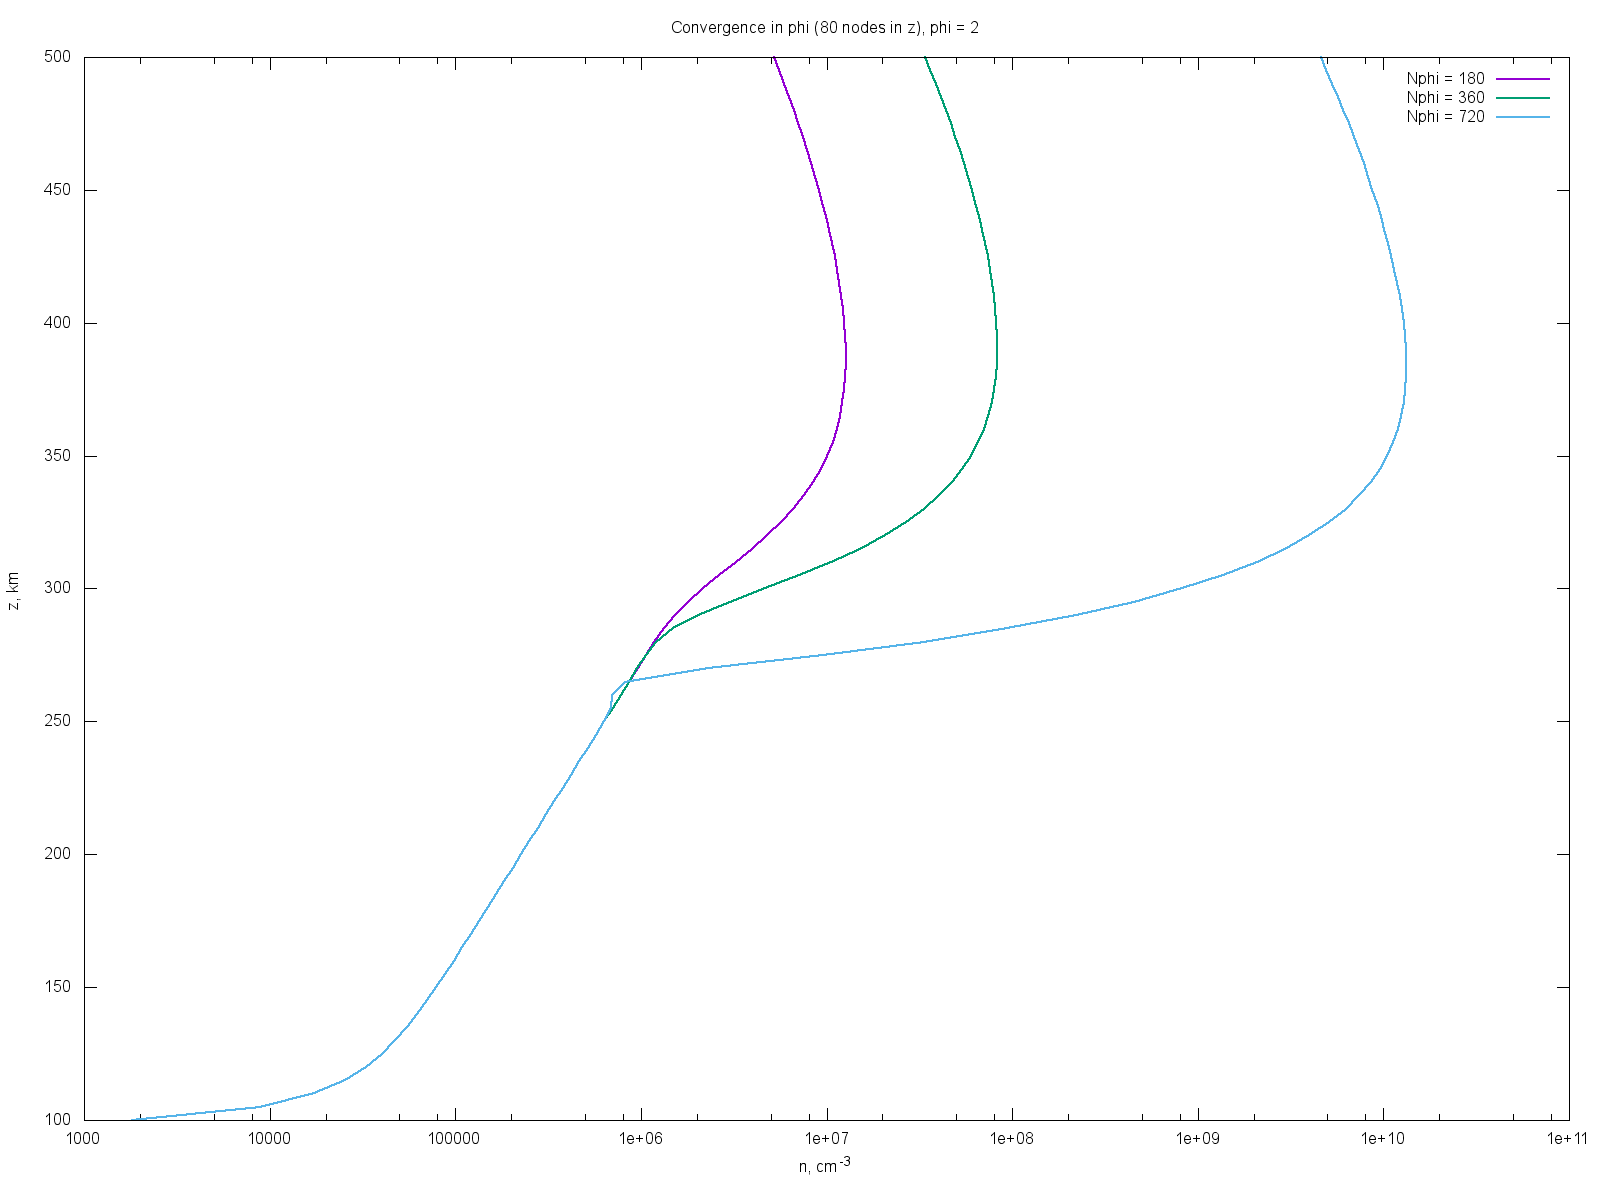 Convergence in phi (80 nodes in z), phi = 2
500
450
400
350
300
250
200
150
100
z, km
Nphi = 180
Nphi = 360
Nphi = 720
1000
10000
100000
1e+06
1e+07
1e+08
1e+09
1e+10
1e+11
n, cm-3